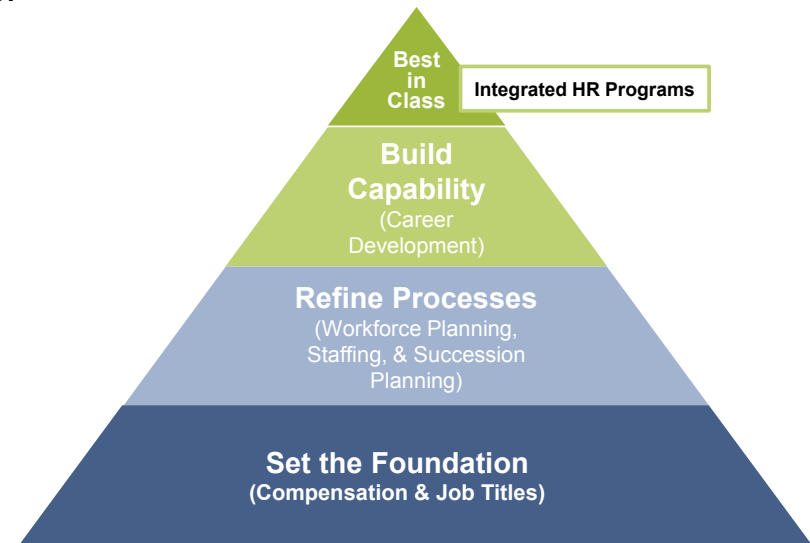 Best
in
Class
Integrated HR Programs
Build
Capability
(Career
Development)
Refine Processes
(Workforce Planning,
Staffing, & Succession
Planning)
Set the Foundation
(Compensation & Job Titles)